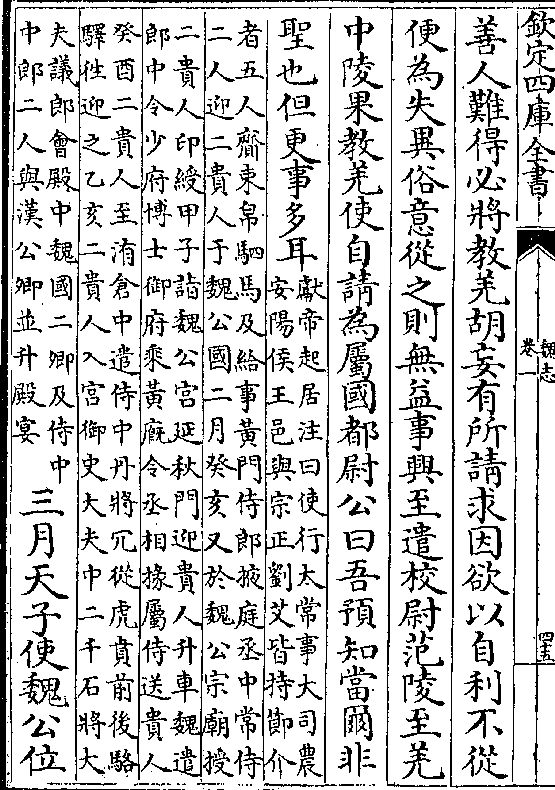 欽定四庫全書
魏志
卷一
四五
善人難得必將教羌胡妄有所請求因欲以自利不從
便為失異俗意從之則無益事興至遣校尉范陵至羌
中陵果教羌使自請為屬國都尉公曰吾預知當爾非
聖也但更事多耳
獻帝起居注曰使行太常事大司農
安陽侯王邑與宗正劉艾皆持節介
者五人齎束帛駟馬及給事黃門侍郎掖庭丞中常侍
二人迎二貴人于魏公國二月癸亥又於魏公宗廟授
二貴人印綬甲子詣魏公宮延秋門迎貴人升車魏遣
郎中令少府博士御府乘黃廐令丞相掾屬侍送貴人
癸酉二貴人至洧倉中遣侍中丹將冗從虎賁前後駱
驛往迎之乙亥二貴人入宮御史大夫中二千石將大
夫議郎會殿中魏國二卿及侍中
中郎二人與漢公卿並升殿宴
三月天子使魏公位